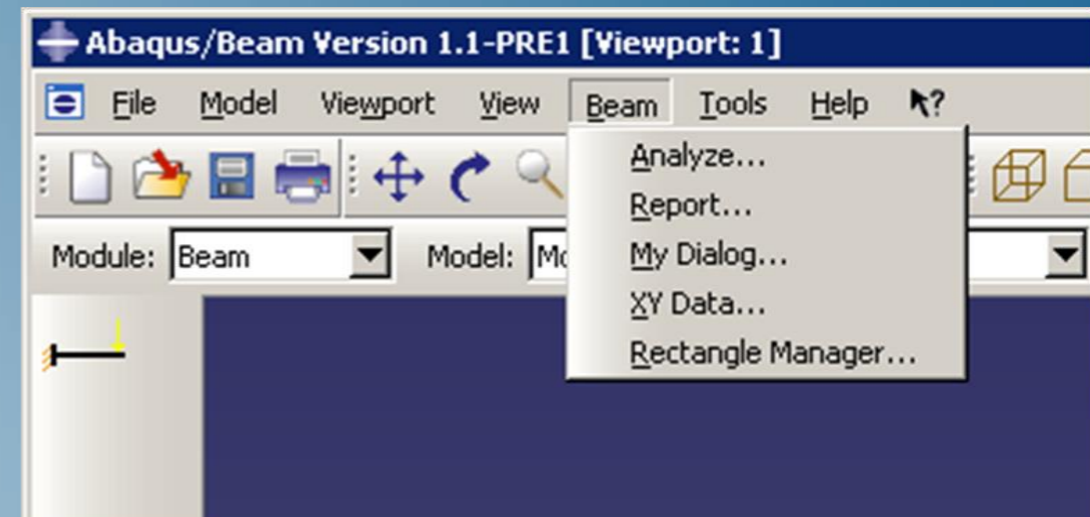 Abaqus/Beam Version 1.1-PRE1 [Viewport: 1]
File Model Viewport View Beam Tools Help ?
Module: Beam Model:
Analyze...
Report...
My Dialog...
XY Data...
Rectangle Manager...